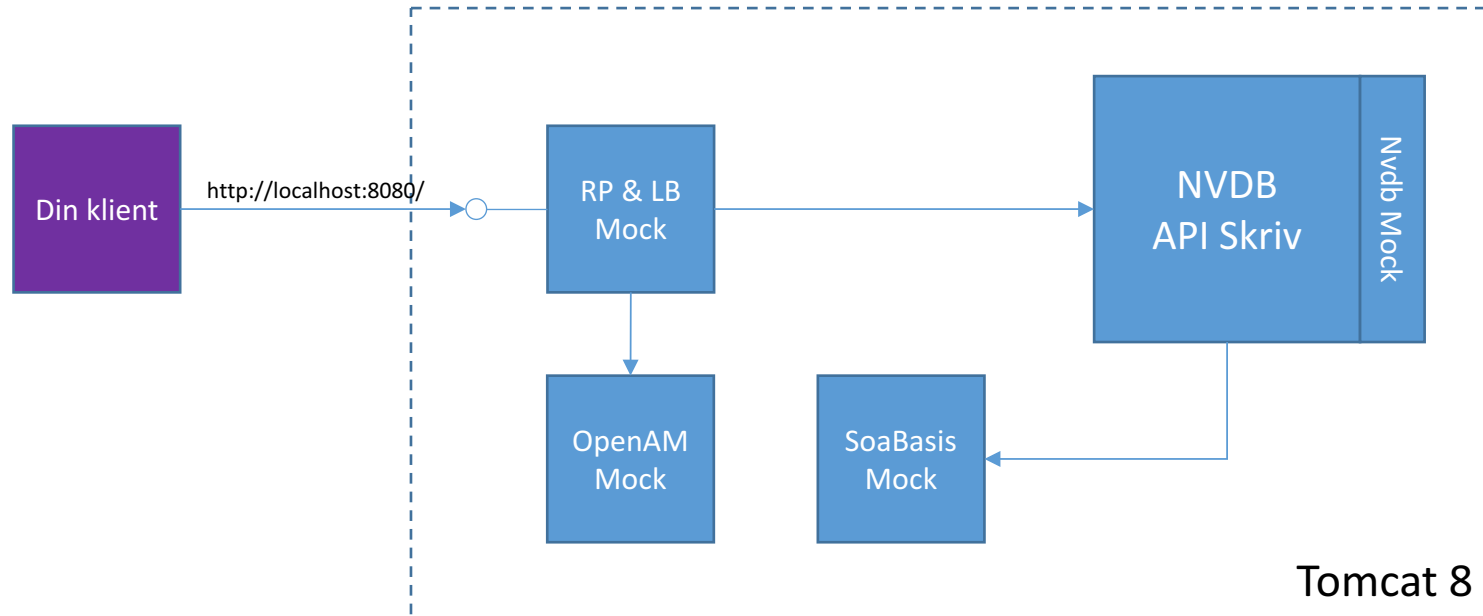 Din klient
http://localhost:8080/
RP & LB
Mock
NVDB
API Skriv
Nvdb Mock
OpenAM
Mock
SoaBasis
Mock
Tomcat 8